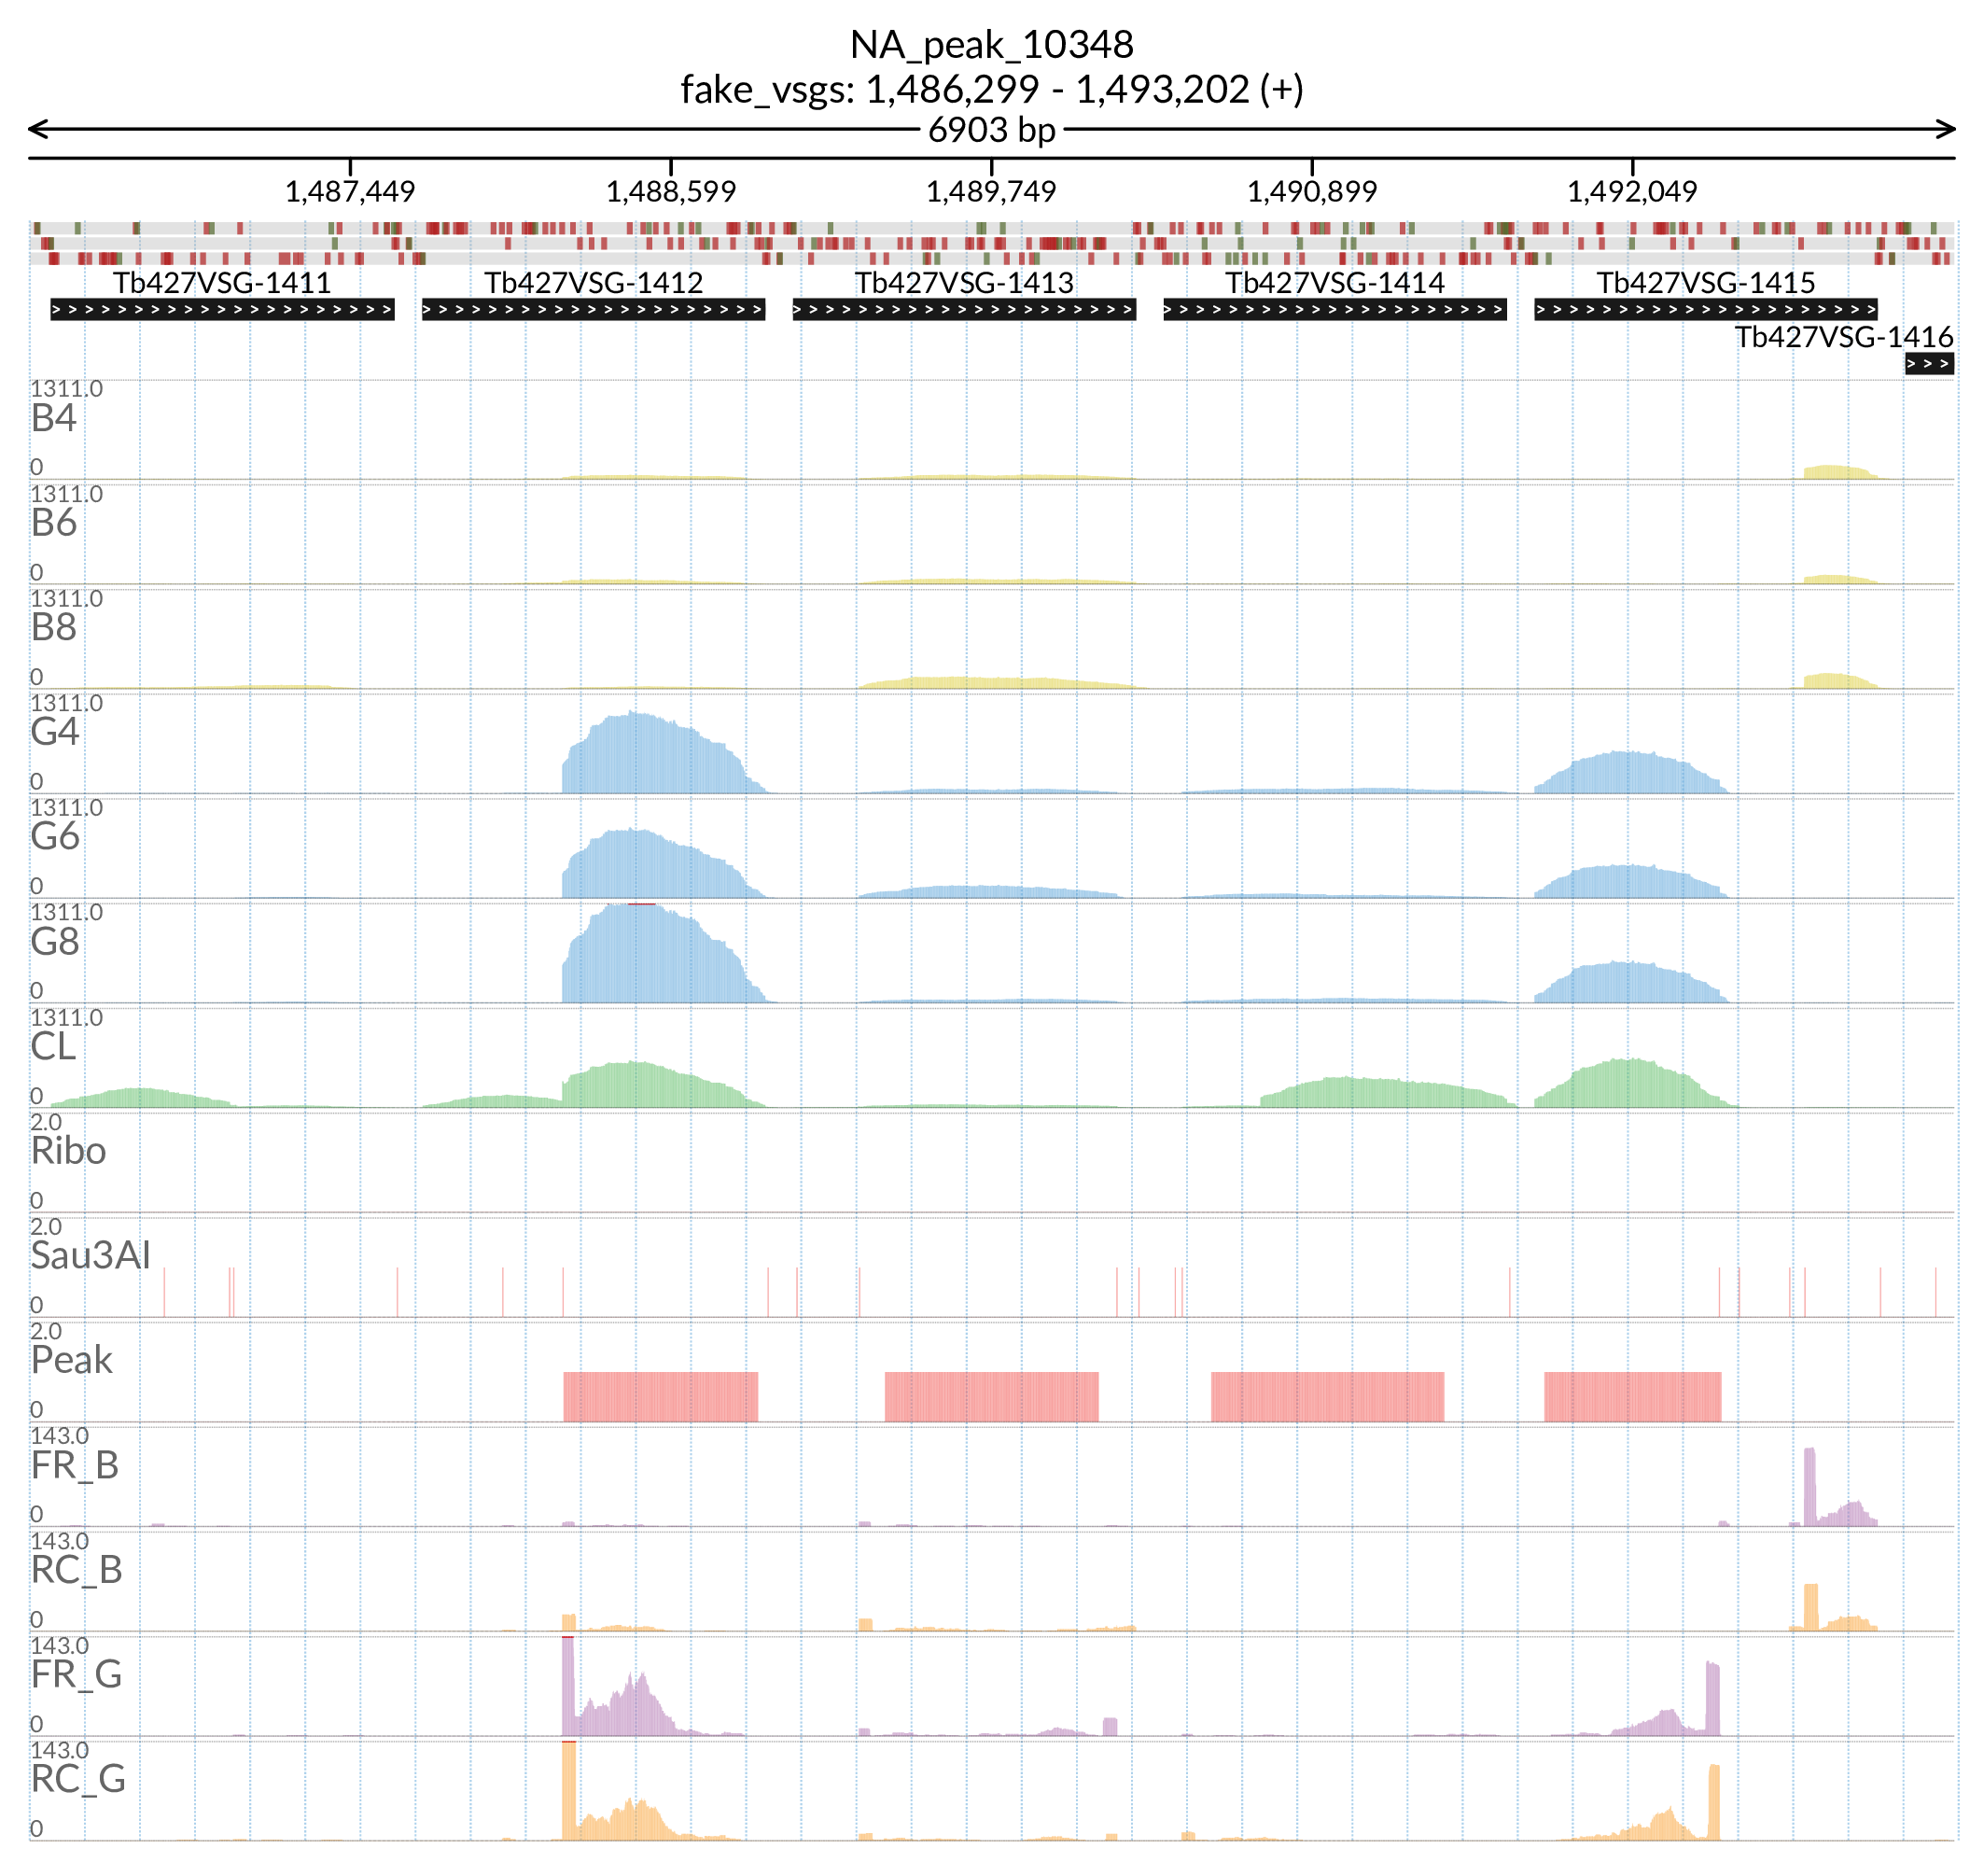 NA_peak_10348
fake_vsgs: 1,486,299 - 1,493,202 (+)
6903 bp
1,487,449 1,488,599 1,489,749 1,490,899 1,492,049
Tb427VSG-1411 Tb427VSG-1412 Tb427VSG-1413 Tb427VSG-1414 Tb427VSG-1415
Tb427VSG-1416
1311.0
B4
0
1311.0
B6
0
1311.0
B8
0
1311.0
G4
0
1311.0
G6
0
1311.0
G8
0
1311.0
CL
0
2.0
Ribo
0
2.0
Sau3AI
0
2.0
Peak
0
143.0
FR_B
0
143.0
RC_B
0
143.0
FR_G
0
143.0
RC_G
0